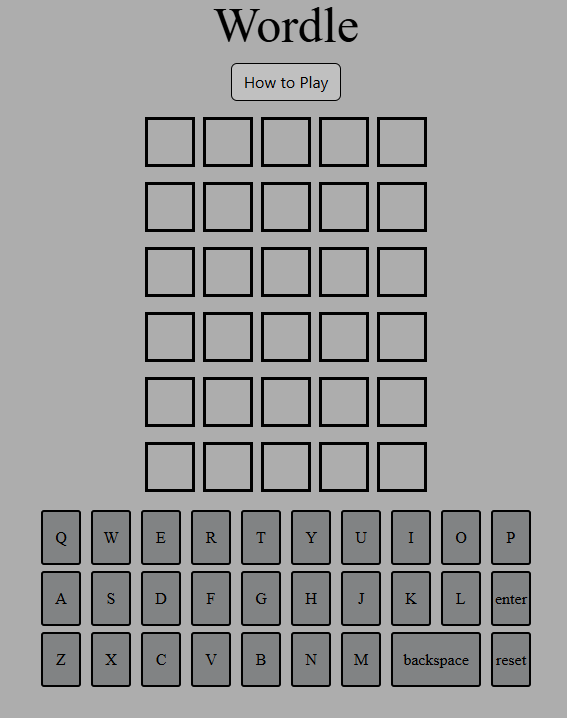 Wordle
How to Play
Q W E R T Y U I O P
A S D F G H J K L enter
Z X C V B N M backspace reset